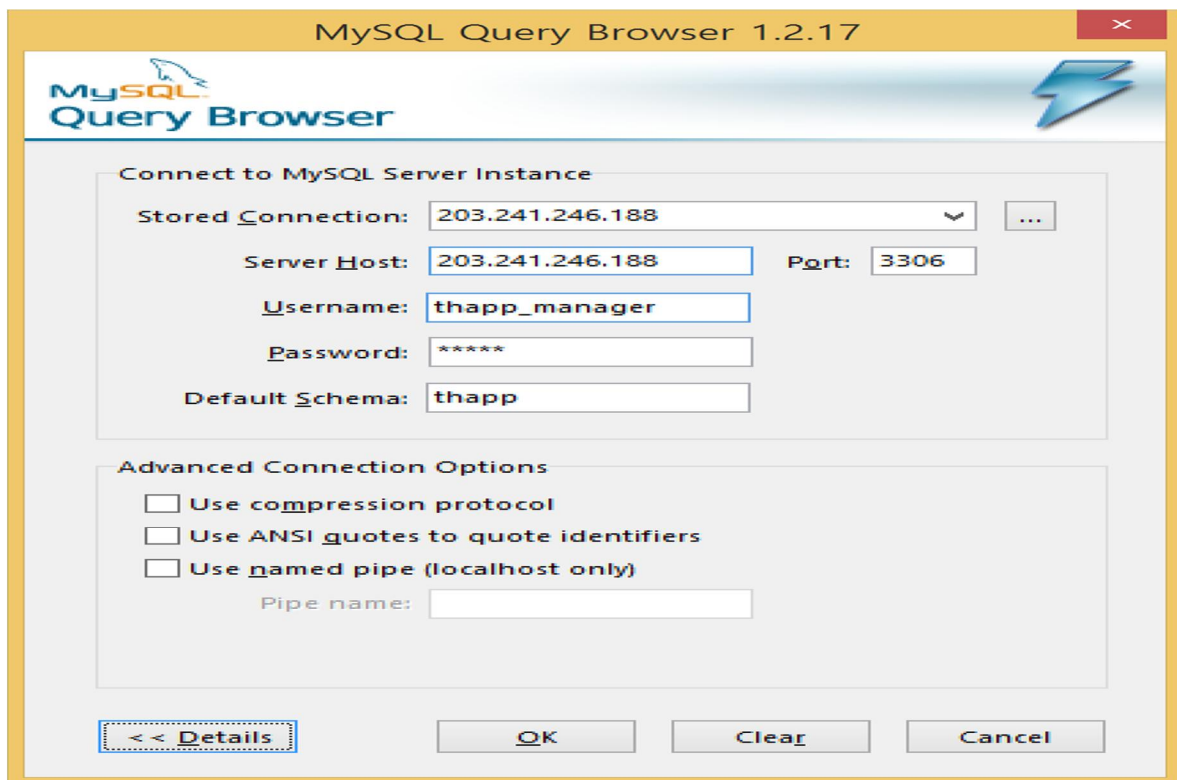 MySQL Query Browser 1.2.17
MySQL
Query Browser
Connect to MySQL Server Instance
Stored Connection: 203.241.246.188 ...
Server Host: 203.241.246.188 Port: 3306
Username: thapp_manager
Password: *****
Default Schema: thapp
Advanced Connection Options
Use compression protocol
Use ANSI quotes to quote identifiers
Use named pipe (localhost only)
Pipe name:
<< Details OK Clear Cancel